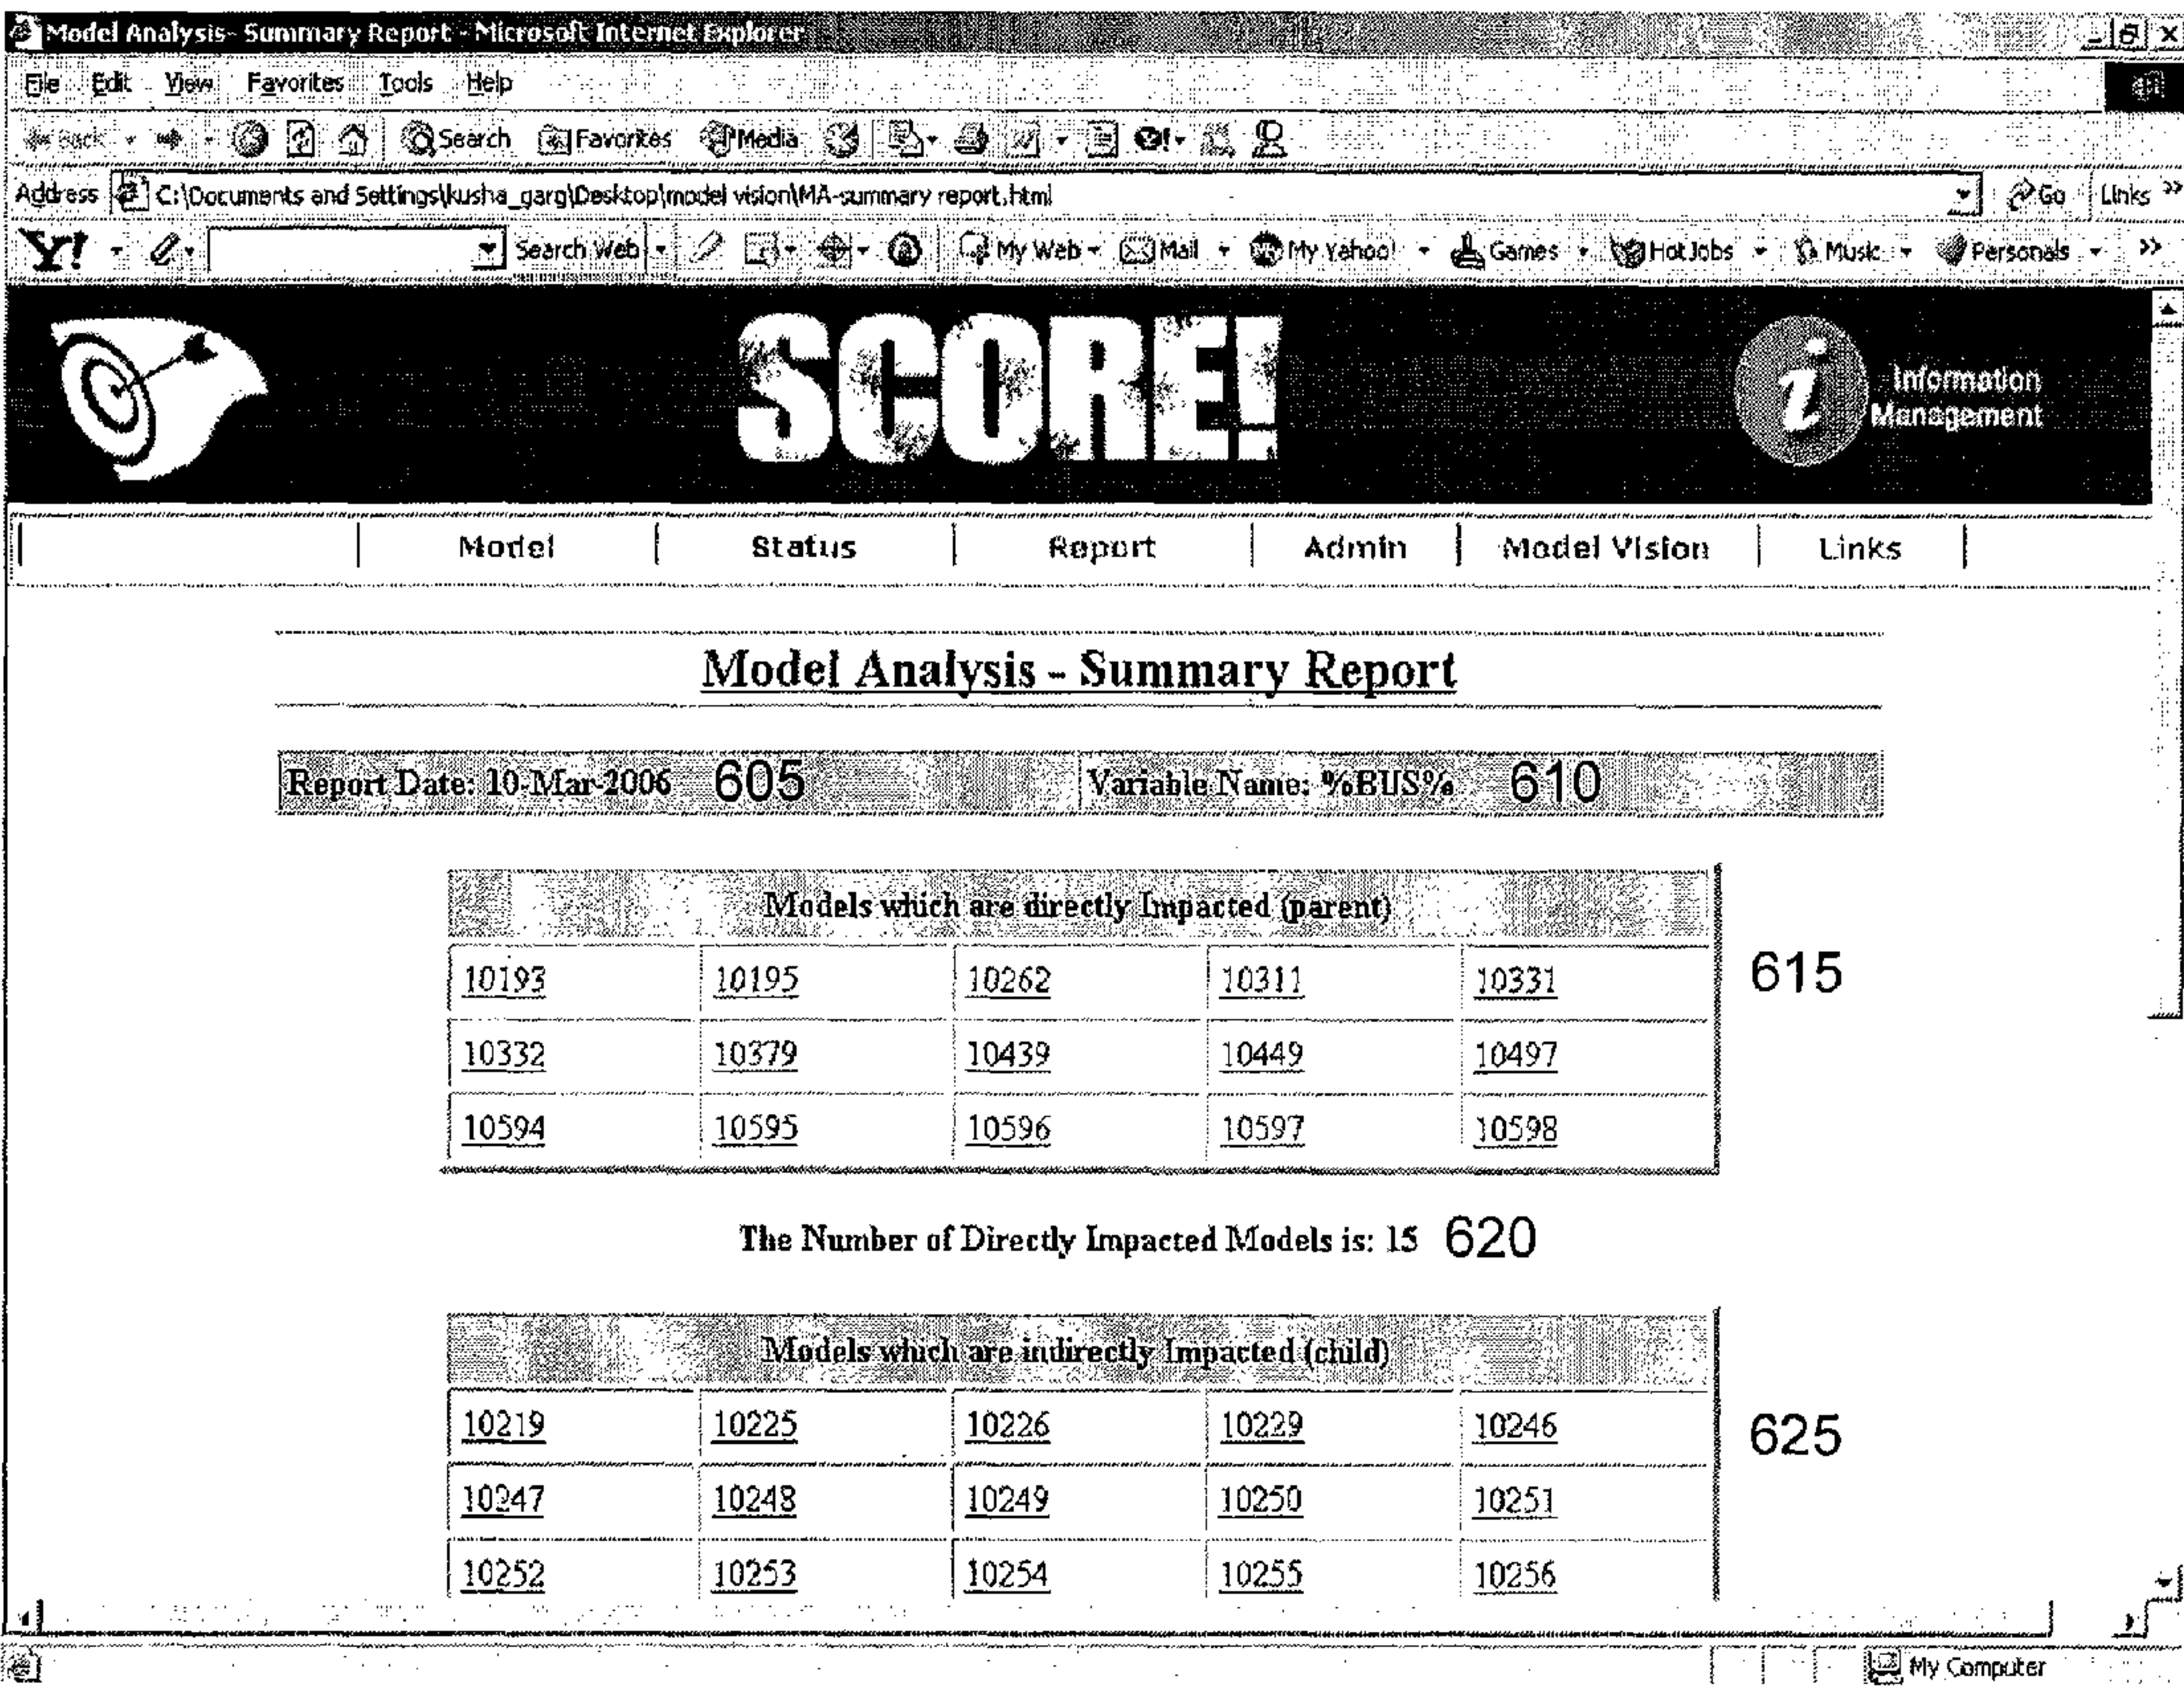 Model Analysis- Summary Report - Microsoft Internet Explorer
File Edit View Favorites Tools Help
Back Search Favorites Media
Address C:\Documents and Settings\kusha_garg\Desktop\model vision\MA-summary report.html Go Links »
Y! Search Web My Web Mail My Yahoo! Games HotJobs Music Personals »
SCORE!
i Information
Management
Model Status Report Admin Model Vision Links
Model Analysis - Summary Report
Report Date: 10-Mar-2006 605 Variable Name: %BUS% 610
Models which are directly Impacted (parent)
10193 10195 10262 10311 10331 615
10332 10379 10439 10449 10497
10594 10595 10596 10597 10598
The Number of Directly Impacted Models is: 15 620
Models which are indirectly Impacted (child)
10219 10225 10226 10229 10246 625
10247 10248 10249 10250 10251
10252 10253 10254 10255 10256
My Computer